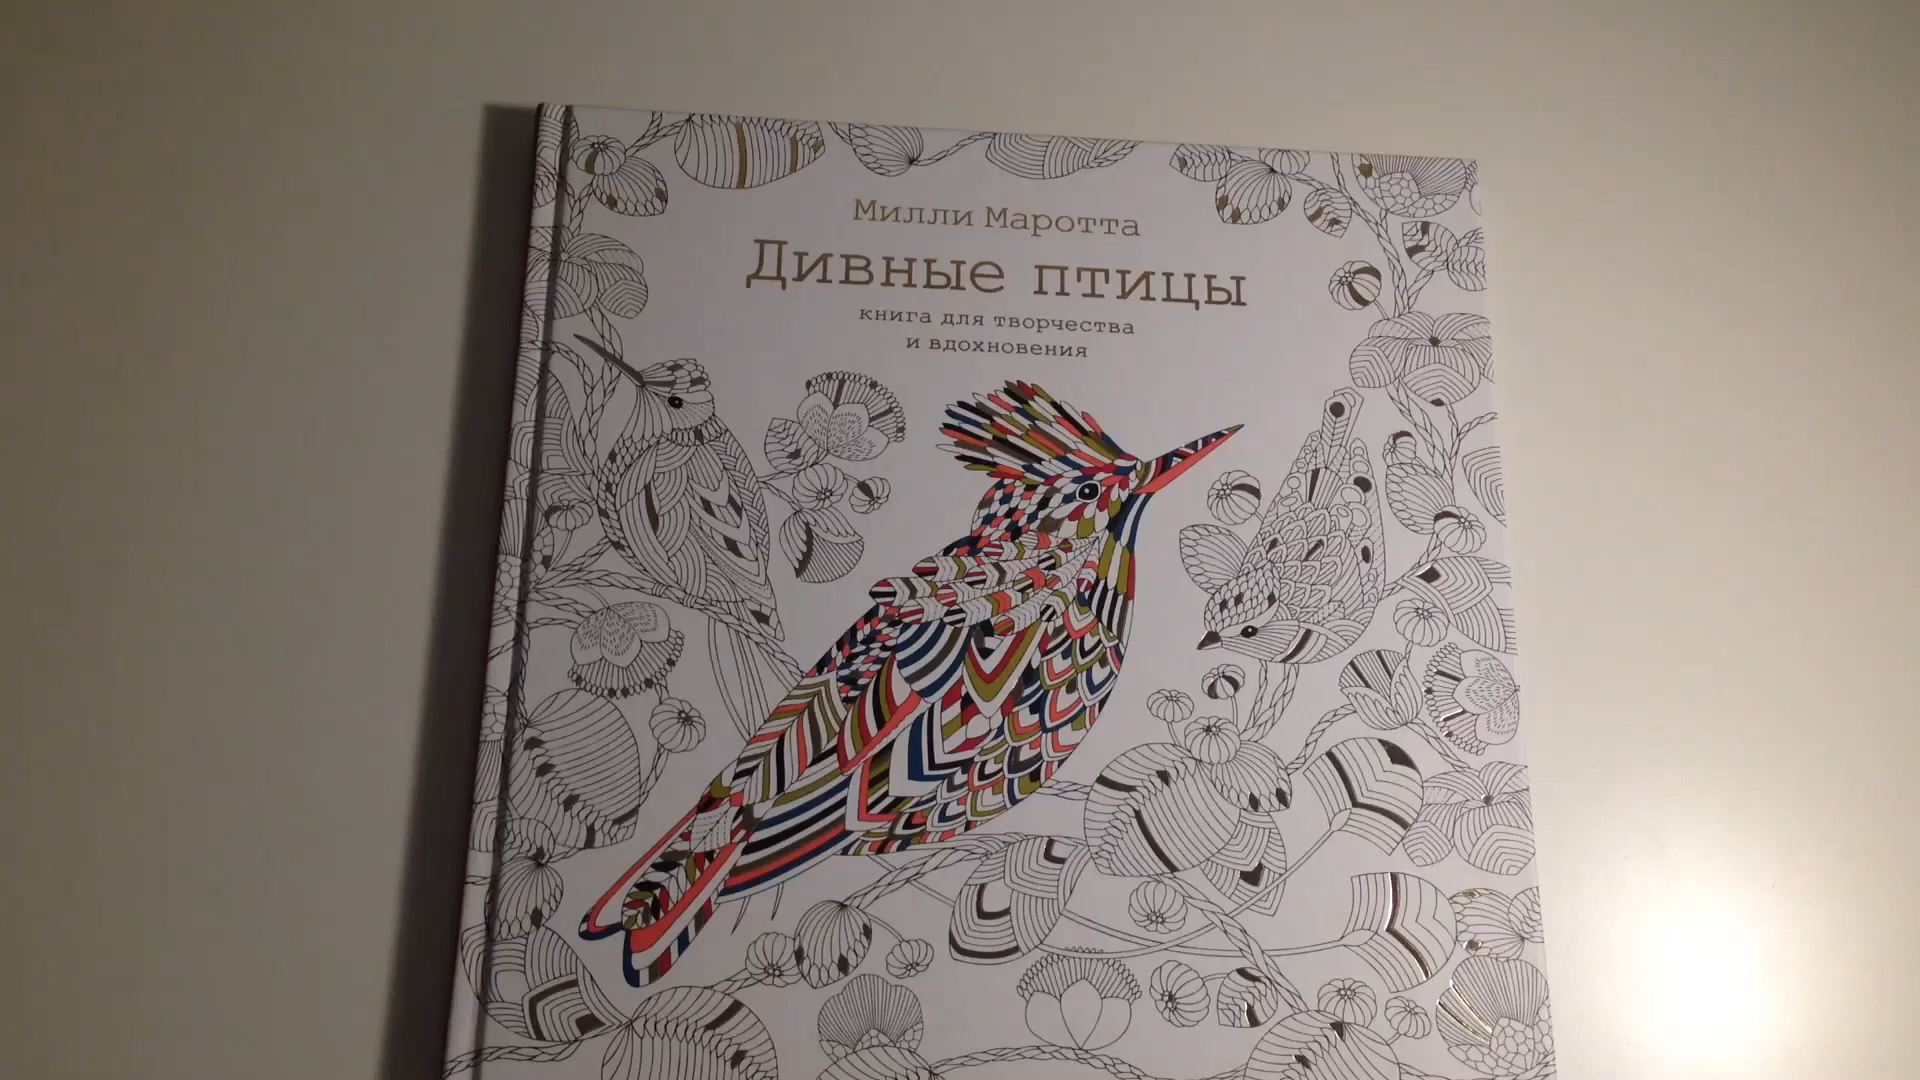 Милли Маротта
Дивные птицы
книга для творчества
и вдохновения